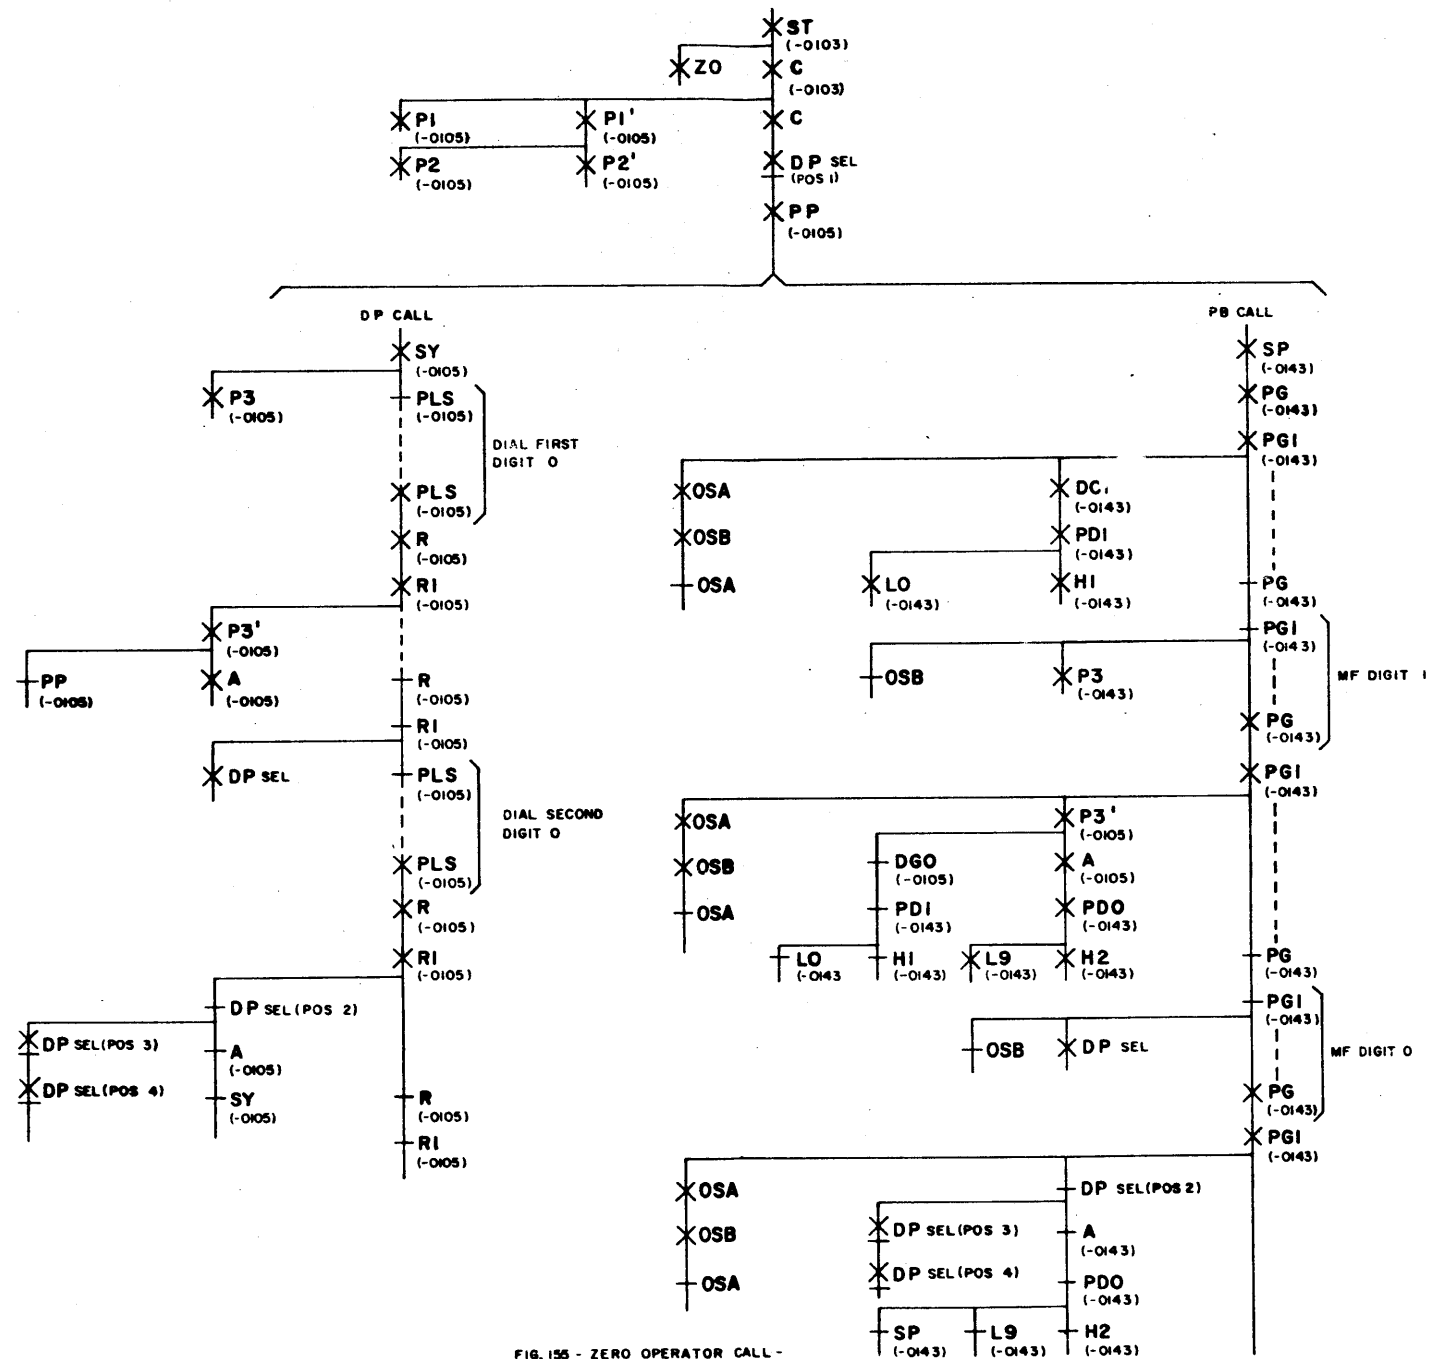 ST
(-0103)
ZO
C
(-0103)
P1
(-0105)
P1'
(-0105)
C
P2
(-0105)
P2'
(-0105)
DP SEL
(POS 1)
PP
(-0105)
DP CALL
SY
(-0105)
P3
(-0105)
PLS
(-0105)
DIAL FIRST
DIGIT 0
PLS
(-0105)
R
(-0105)
R1
(-0105)
P3'
(-0105)
PP
(-0105)
A
(-0105)
R
(-0105)
R1
(-0105)
DP SEL
PLS
(-0105)
DIAL SECOND
DIGIT 0
PLS
(-0105)
R
(-0105)
R1
(-0105)
DP SEL (POS 2)
DP SEL (POS 3)
A
(-0105)
DP SEL (POS 4)
SY
(-0105)
R
(-0105)
R1
(-0105)
PB CALL
SP
(-0143)
PG
(-0143)
PG1
(-0143)
OSA
DC1
(-0143)
OSB
PD1
(-0143)
OSA
LO
(-0143)
H1
(-0143)
PG
(-0143)
PG1
(-0143)
OSB
P3
(-0143)
MF DIGIT 1
PG
(-0143)
PG1
(-0143)
OSA
P3'
(-0105)
OSB
DGO
(-0105)
A
(-0105)
OSA
PD1
(-0143)
PDO
(-0143)
LO
(-0143
H1
(-0143)
L9
(-0143)
H2
(-0143)
PG
(-0143)
PG1
(-0143)
OSB
DP SEL
MF DIGIT 0
PG
(-0143)
PG1
(-0143)
OSA
DP SEL (POS 2)
OSB
DP SEL (POS 3)
A
(-0143)
OSA
DP SEL (POS 4)
PDO
(-0143)
SP
(-0143)
L9
(-0143)
H2
(-0143)
FIG. 155 - ZERO OPERATOR CALL -